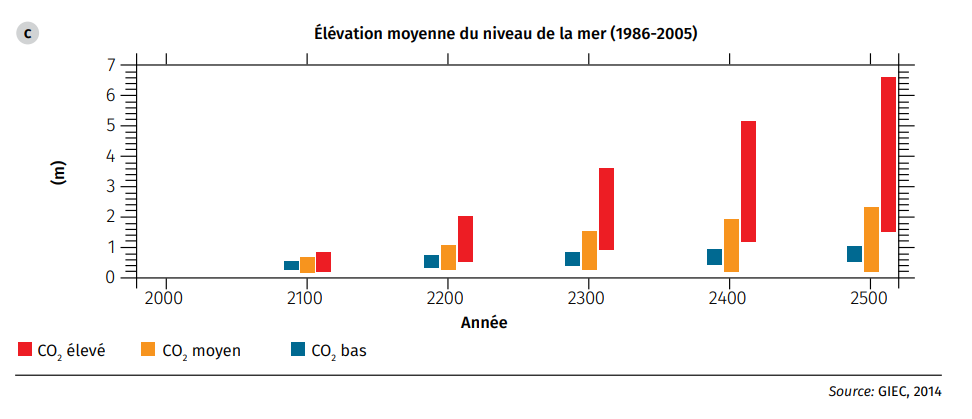 c
Élévation moyenne du niveau de la mer (1986-2005)
7
6
5
4
3
2
1
0
(m)
2000 2100 2200 2300 2400 2500
Année
CO₂ élevé CO₂ moyen CO₂ bas
Source: GIEC, 2014